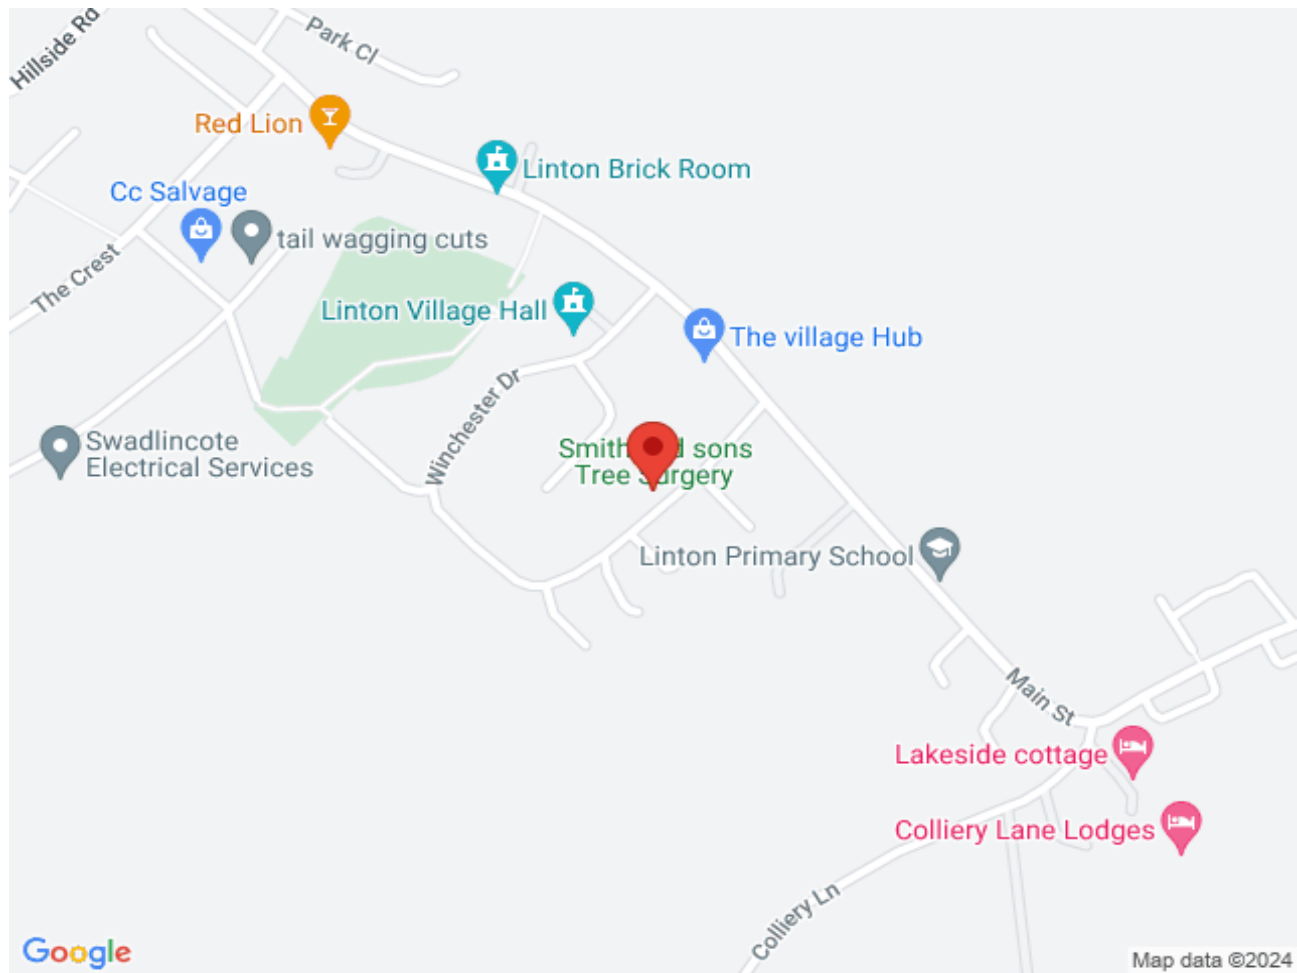 Hillside Rd
Park Cl
Red Lion
Linton Brick Room
Cc Salvage
tail wagging cuts
The Crest
Linton Village Hall
The village Hub
Winchester Dr
Swadlincote
Electrical Services
Smith d sons
Tree Surgery
Linton Primary School
Main St
Lakeside cottage
Colliery Lane Lodges
Colliery Ln
Google
Map data ©2024